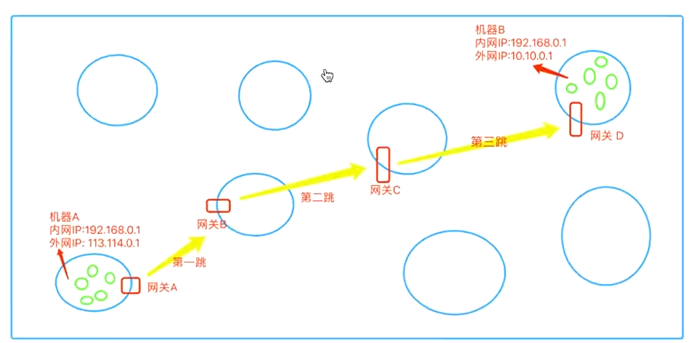 机器B
内网IP:192.168.0.1
外网IP:10.10.0.1
网关 D
第三跳
网关C
第二跳
网关B
机器A
内网IP:192.168.0.1
外网IP: 113.114.0.1
第一跳
网关A